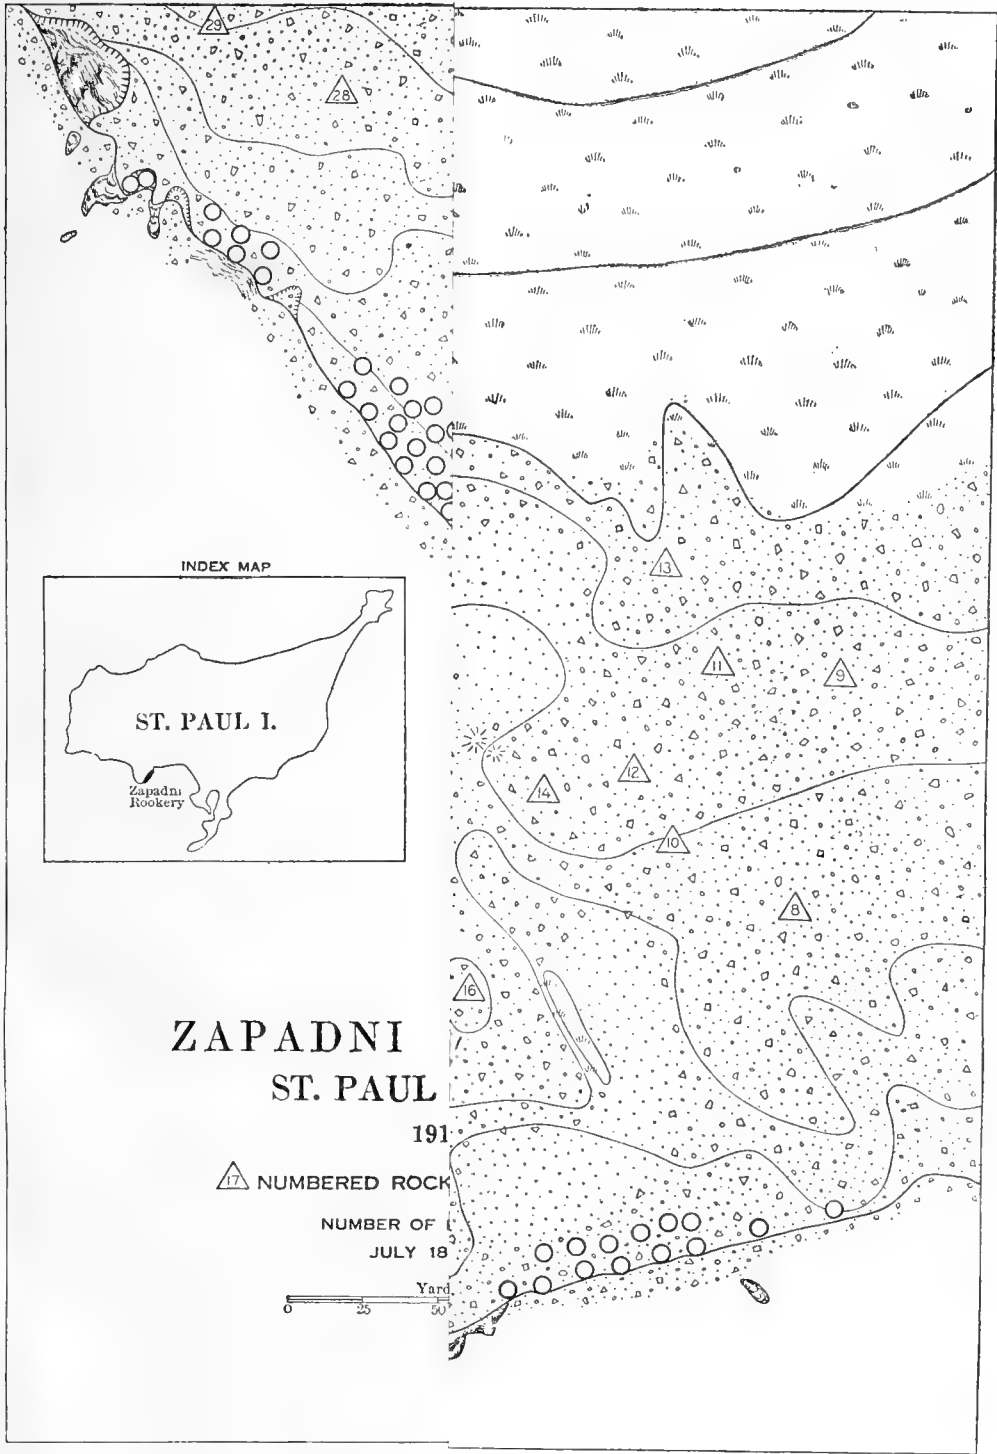 29
28
13
11
9
12
14
10
8
16
INDEX MAP
ST. PAUL I.
Zapadni
Rookery
ZAPADNI
ST. PAUL
191
17 NUMBERED ROCK
NUMBER OF
JULY 18
Yard
0 25 50